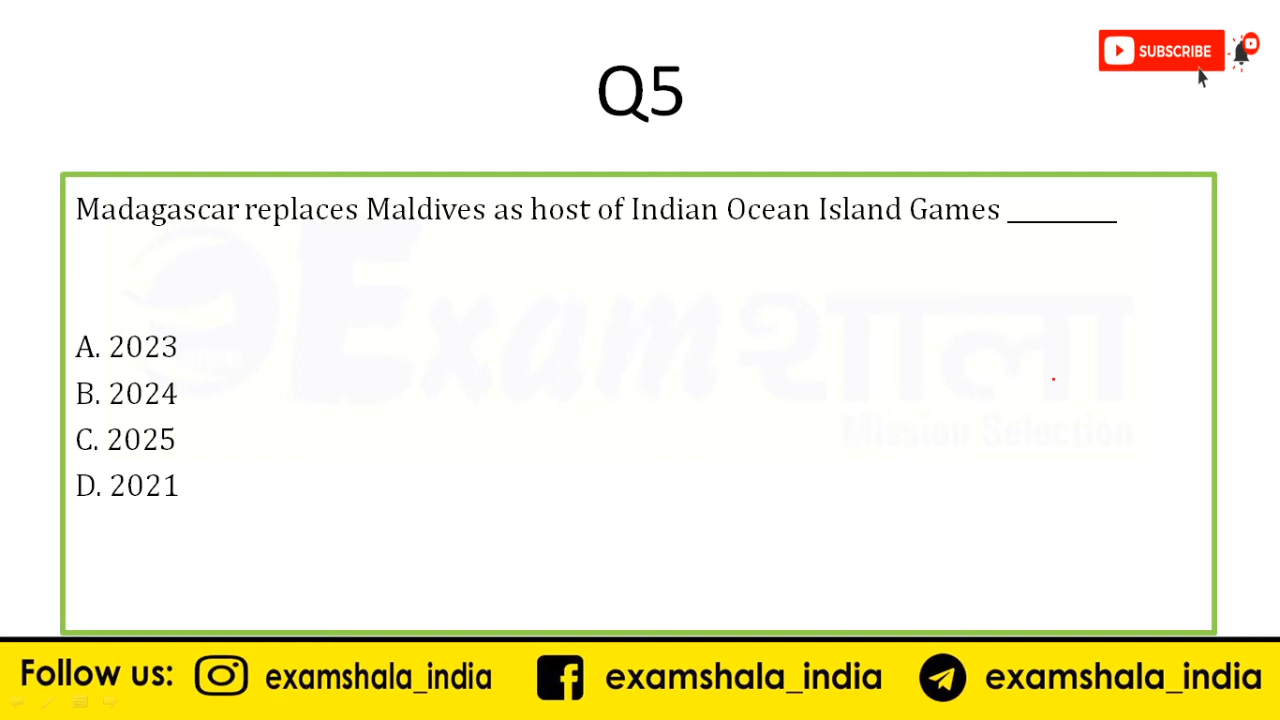 SUBSCRIBE
Q5
Madagascar replaces Maldives as host of Indian Ocean Island Games ________
Examशाला
Mission Selection
A. 2023
B. 2024
C. 2025
D. 2021
Follow us: examshala_india examshala_india examshala_india